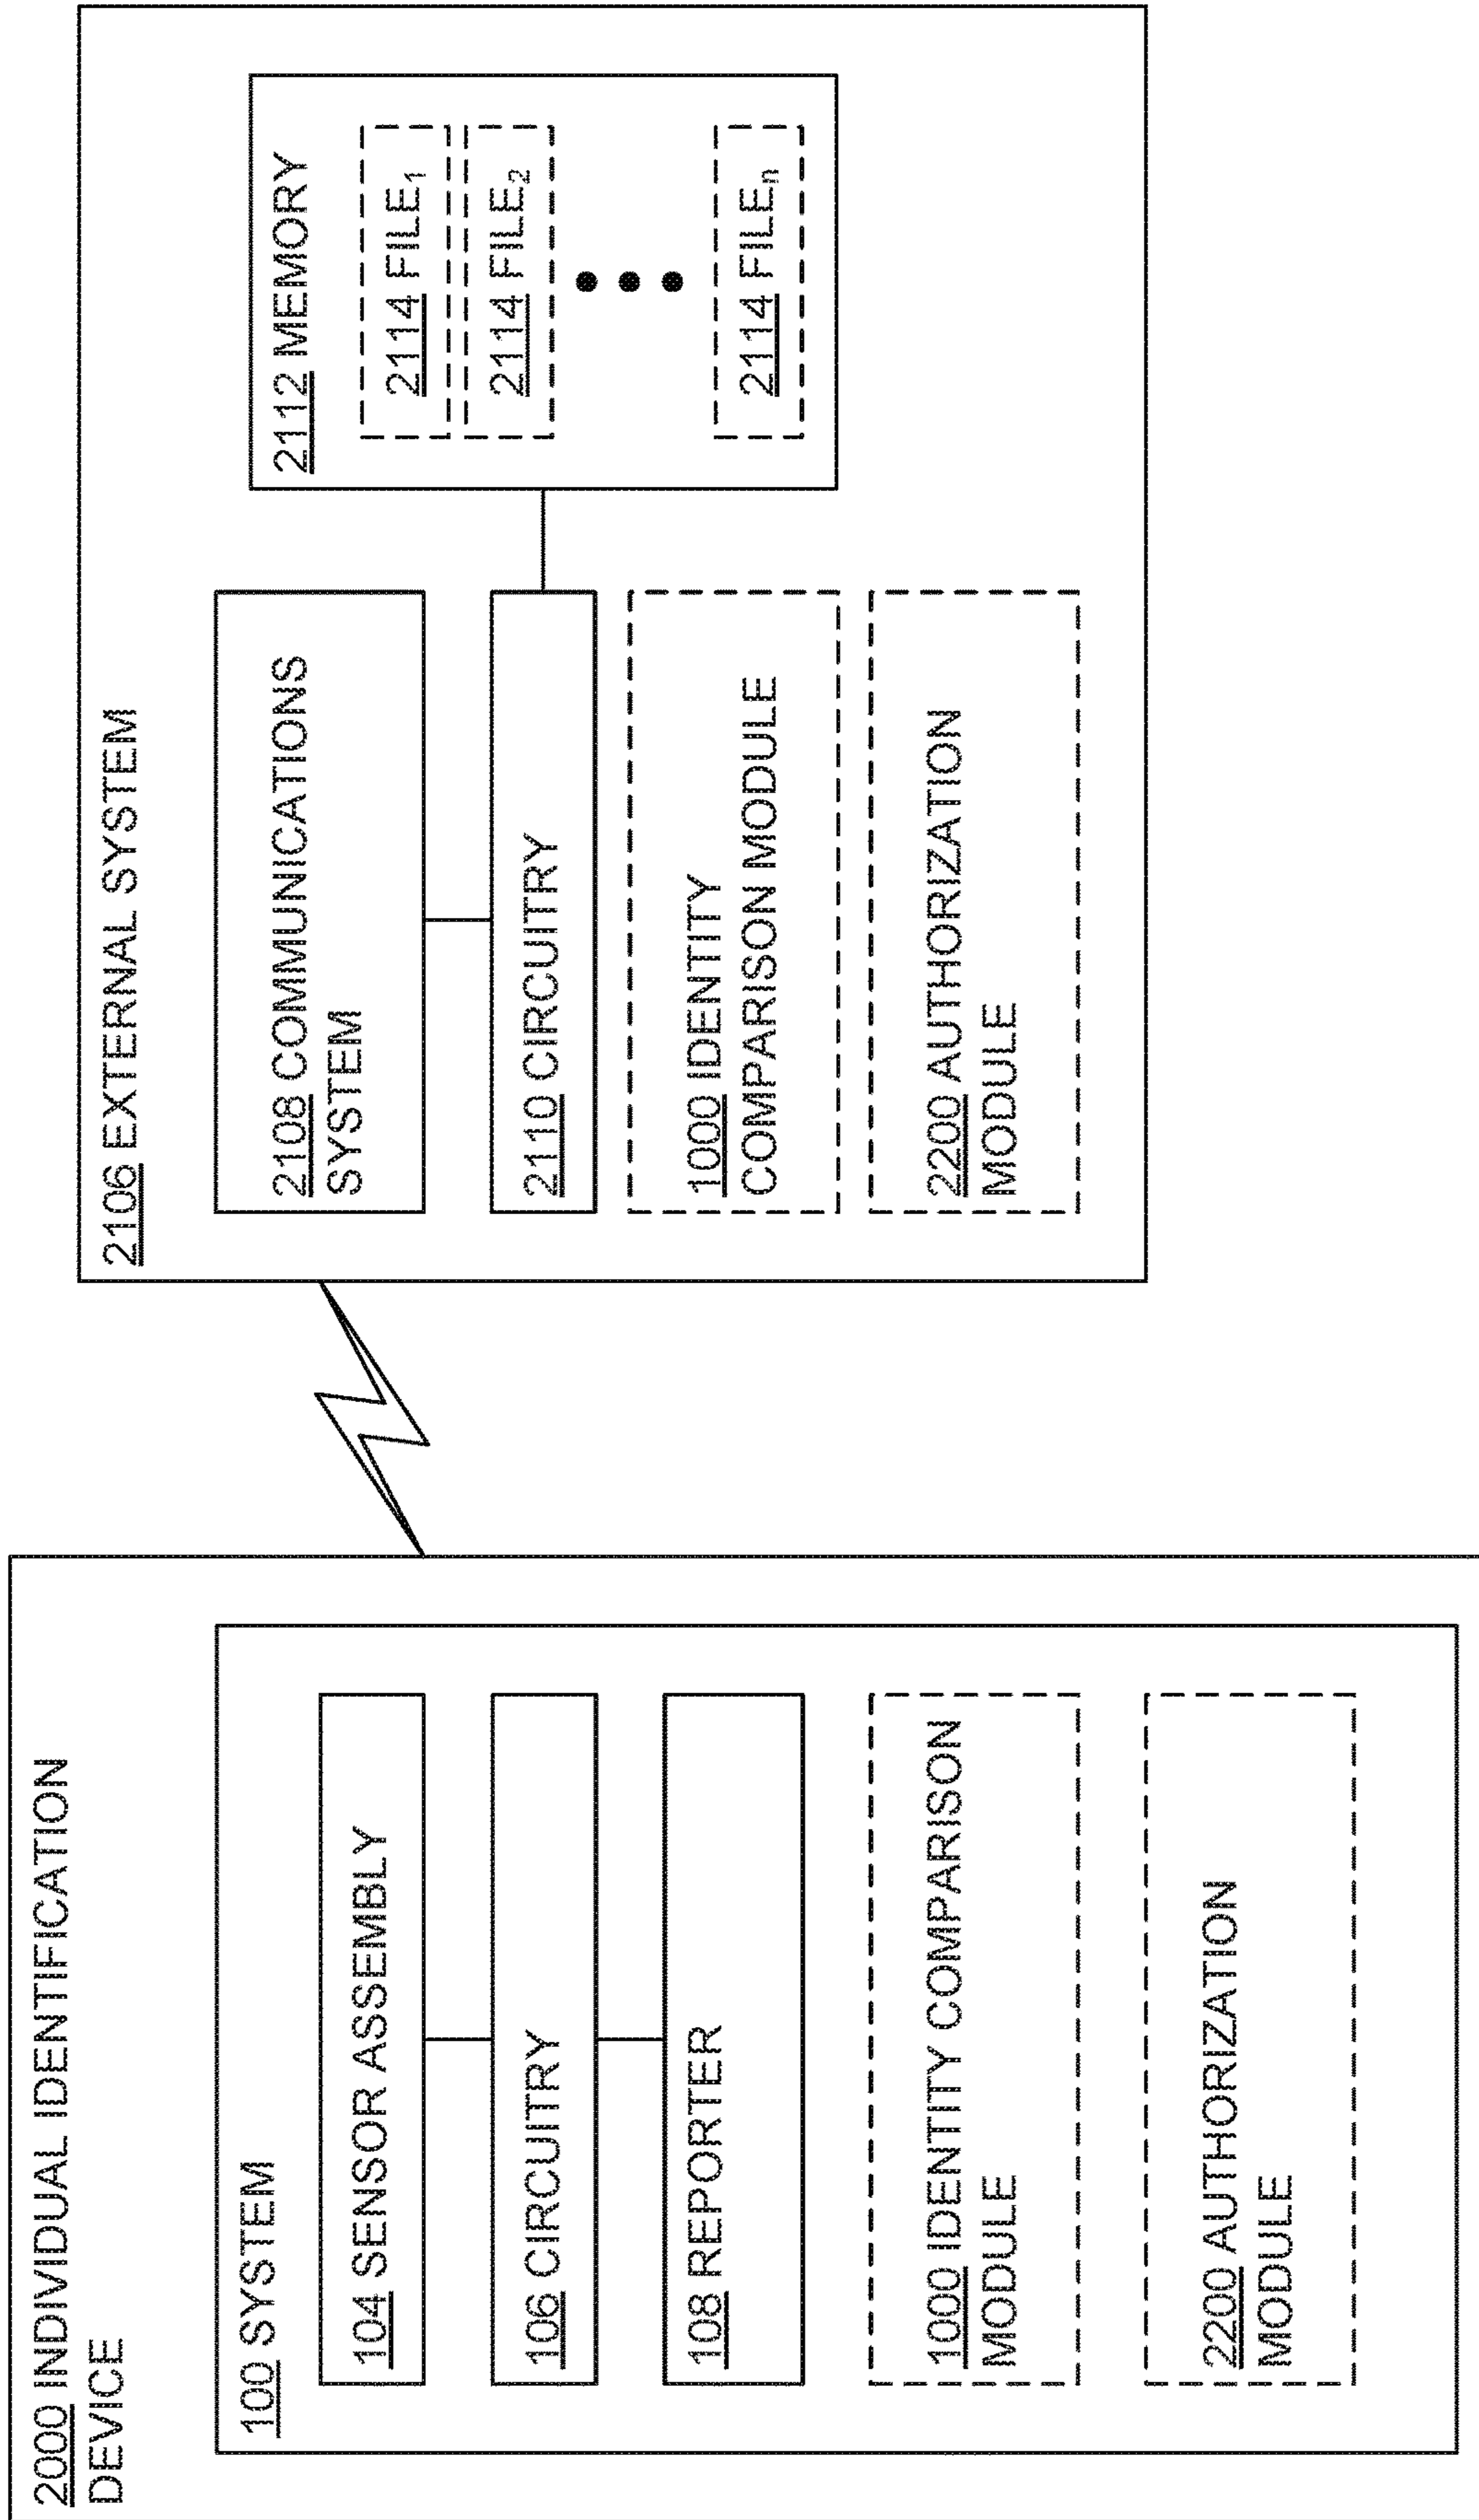 2000 INDIVIDUAL IDENTIFICATION
DEVICE
100 SYSTEM
104 SENSOR ASSEMBLY
106 CIRCUITRY
108 REPORTER
1000 IDENTITY COMPARISON
MODULE
2200 AUTHORIZATION
MODULE
2106 EXTERNAL SYSTEM
2108 COMMUNICATIONS
SYSTEM
2110 CIRCUITRY
1000 IDENTITY
COMPARISON MODULE
2200 AUTHORIZATION
MODULE
2112 MEMORY
2114 FILE₁
2114 FILE₂
2114 FILEₙ